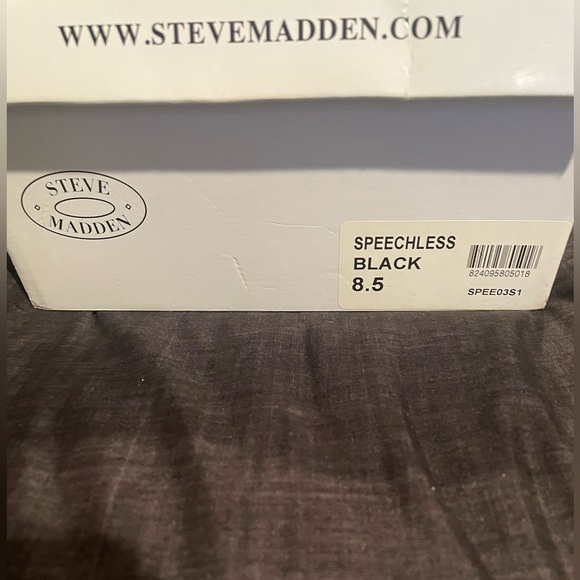 WWW.STEVEMADDEN.COM
STEVE
MADDEN
SPEECHLESS
BLACK
8.5
824095805018
SPEE03S1